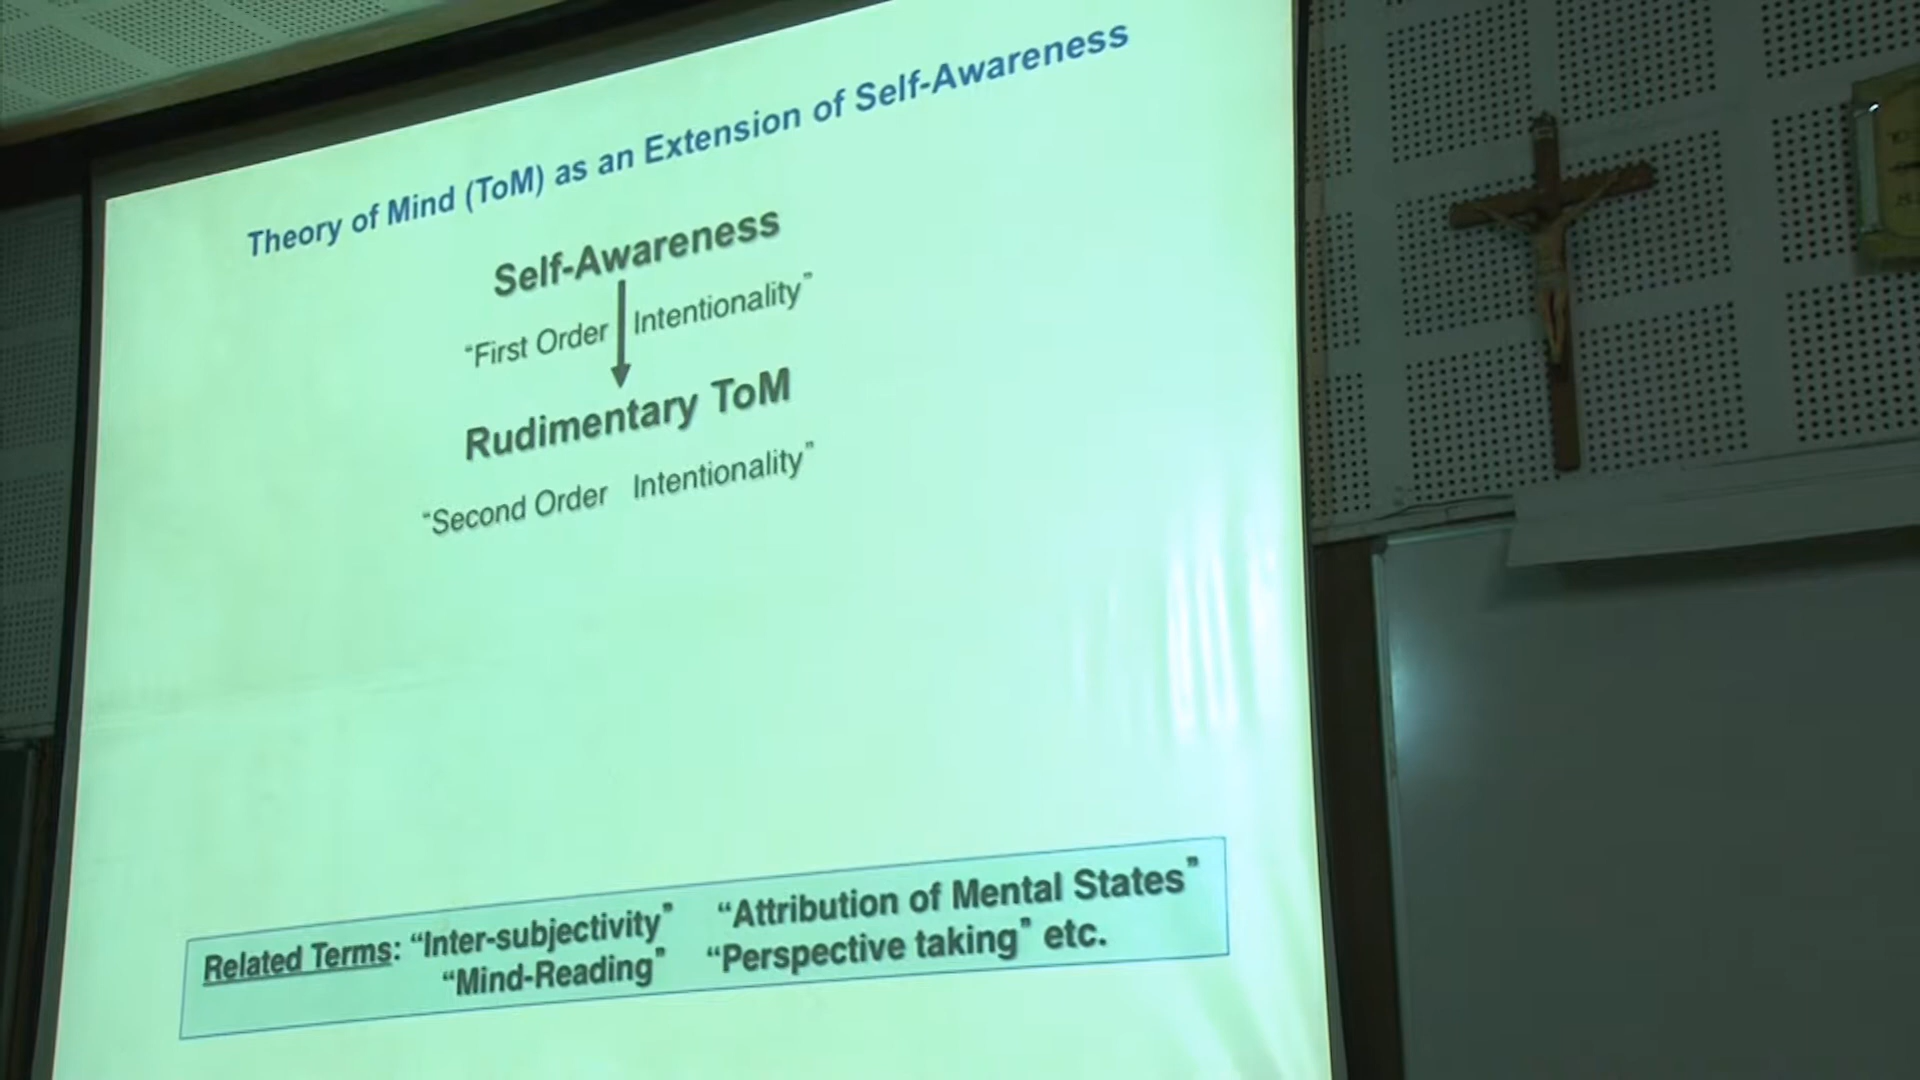 Theory of Mind (ToM) as an Extension of Self-Awareness
Self-Awareness
“First Order Intentionality”
Rudimentary ToM
“Second Order Intentionality”
Related Terms: “Inter-subjectivity” “Attribution of Mental States”
“Mind-Reading” “Perspective taking” etc.